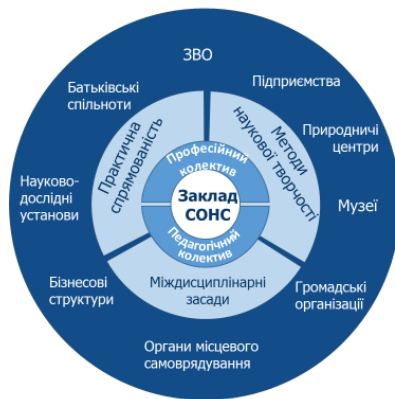 ЗВО
Батьківські
спільноти
Підприємства
Природничі
центри
Науково-
дослідні
установи
Музеї
Бізнесові
структури
Громадські
організації
Органи місцевого
самоврядування
Практична
спрямованість
Методи
наукової творчості
Міждисциплінарні
засади
Професійний
колектив
Заклад
СОНС
Педагогічний
колектив